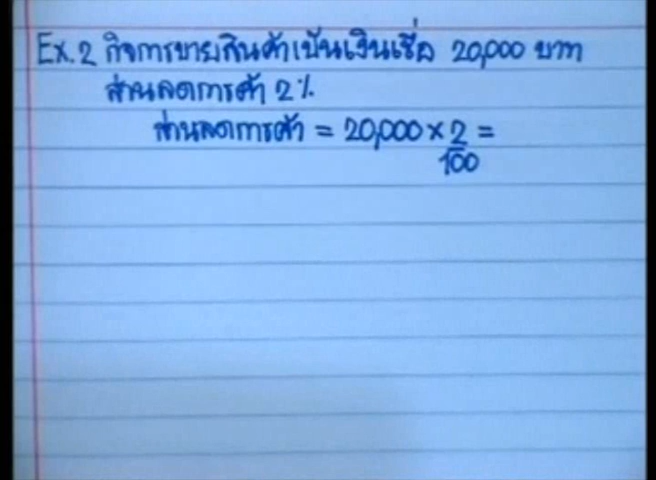 Ex.2 กิจการขายสินค้าเป็นเงินเชื่อ 20,000 บาท
ส่วนลดการค้า 2%
ส่วนลดการค้า = 20,000 × 2/100 =